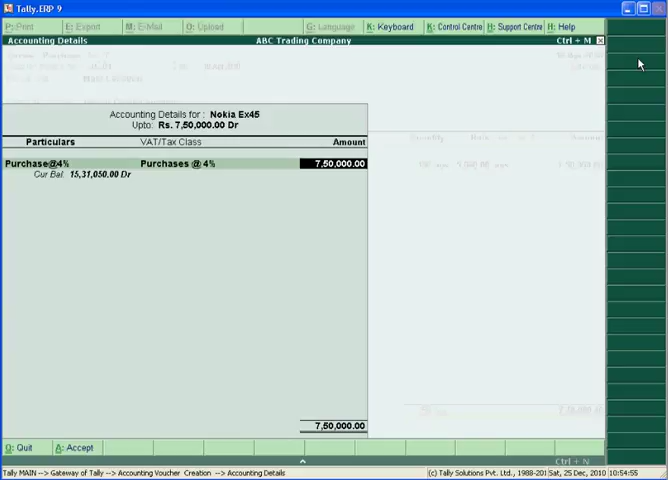 Tally.ERP 9
P: Print E: Export M: E-Mail O: Upload G: Language K: Keyboard K: Control Centre H: Support Centre H: Help
Accounting Details ABC Trading Company Ctrl + M
Accounting Details for : Nokia Ex45
Upto: Rs. 7,50,000.00 Dr
Particulars VAT/Tax Class Amount
Purchase@4% Purchases @ 4% 7,50,000.00
Cur Bal: 15,31,050.00 Dr
7,50,000.00
Q: Quit A: Accept
Ctrl + N
Tally MAIN --> Gateway of Tally --> Accounting Voucher Creation --> Accounting Details (c) Tally Solutions Pvt. Ltd., 1988-201 Sat, 25 Dec, 2010 10:54:55